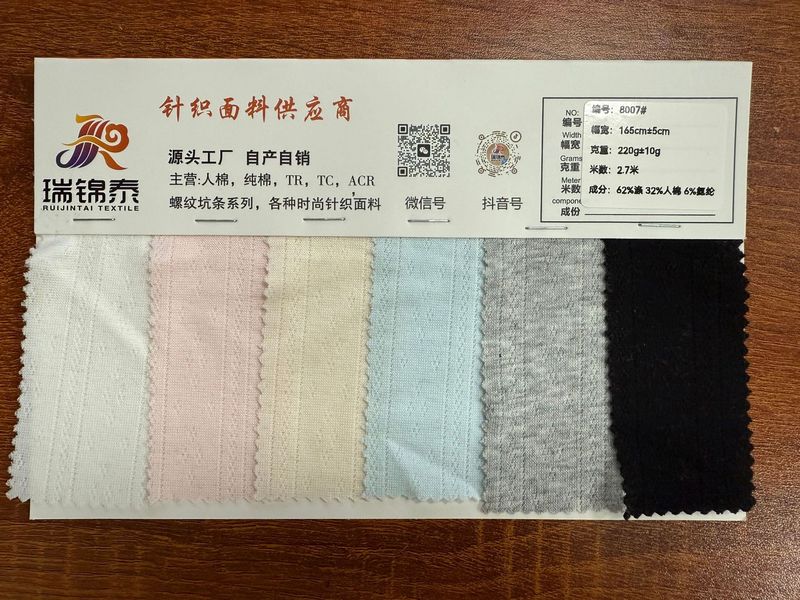 针织面料供应商
瑞锦泰
RUIJINTAI TEXTILE
源头工厂 自产自销
主营:人棉，纯棉，TR，TC，ACR
螺纹坑条系列，各种时尚针织面料
微信号
抖音号
NO:
编号
Width
幅宽
Grams
克重
Meter
米数
compone
成份
编号: 8007#
幅宽: 165cm±5cm
克重: 220g±10g
米数: 2.7米
成分: 62%涤 32%人棉 6%氨纶